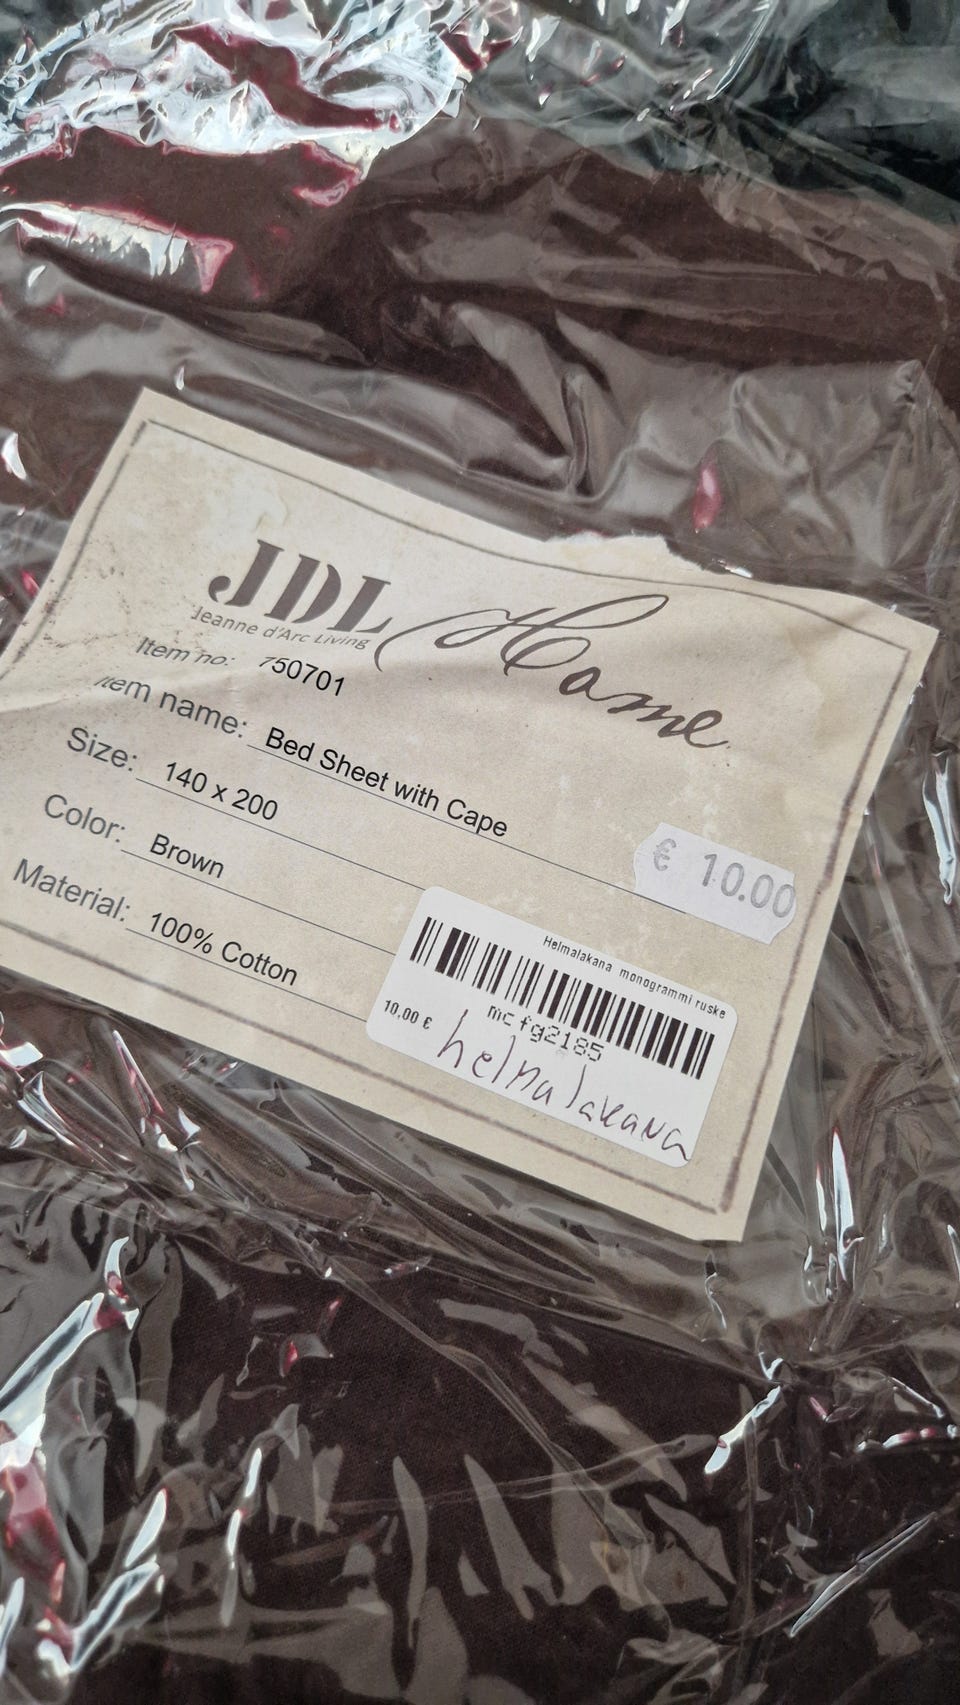 JDL Home
Jeanne d'Arc Living
Item no: 750701
Item name: Bed Sheet with Cape
Size: 140 x 200
Color: Brown
Material: 100% Cotton
€ 10.00
Helmalakana monogrammi ruske
mcfg2185
10,00 €
helmalakana